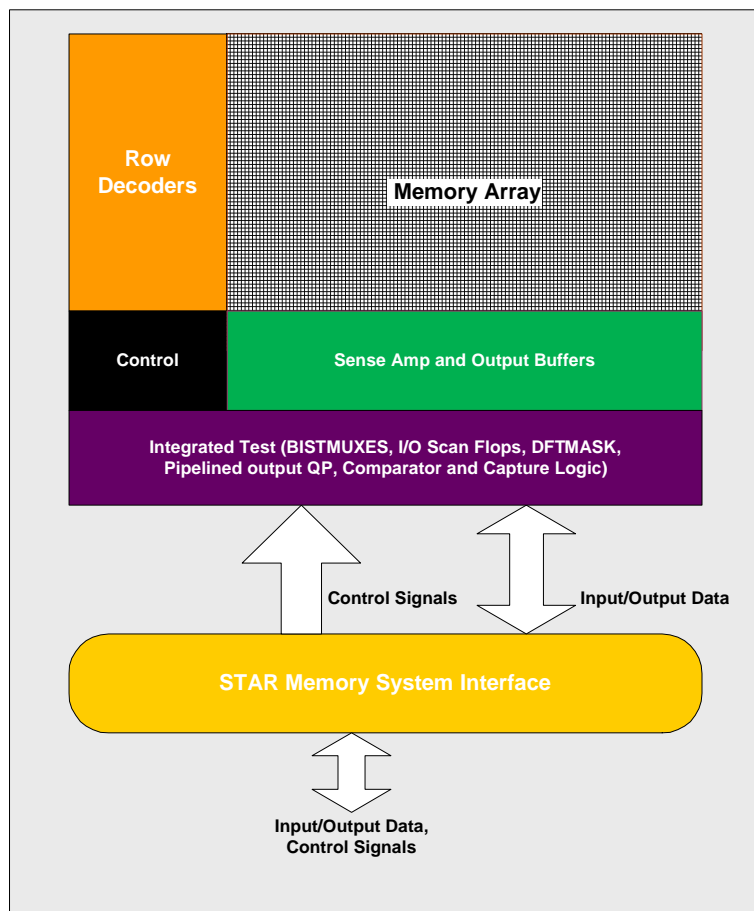 Row
Decoders
Memory Array
Control
Sense Amp and Output Buffers
Integrated Test (BISTMUXES, I/O Scan Flops, DFTMASK,
Pipelined output QP, Comparator and Capture Logic)
Control Signals
Input/Output Data
STAR Memory System Interface
Input/Output Data,
Control Signals